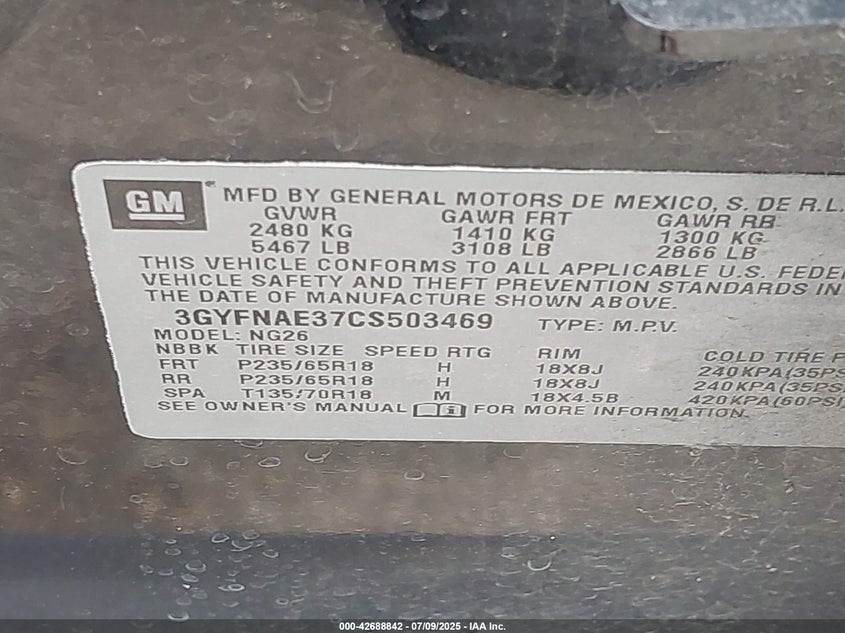 GM ® MFD BY GENERAL MOTORS DE MEXICO, S. DE R.L.
GVWR GAWR FRT GAWR RR
2480 KG 1410 KG 1300 KG
5467 LB 3108 LB 2866 LB
THIS VEHICLE CONFORMS TO ALL APPLICABLE U.S. FEDE
VEHICLE SAFETY AND THEFT PREVENTION STANDARDS IN
THE DATE OF MANUFACTURE SHOWN ABOVE.
3GYFNAE37CS503469 TYPE: M.P.V.
MODEL: NG26
NBBK TIRE SIZE SPEED RTG RIM COLD TIRE P
FRT P235/65R18 H 18X8J 240KPA(35PS
RR P235/65R18 H 18X8J 240KPA(35PS
SPA T135/70R18 M 18X4.5B 420KPA(60PSI
SEE OWNER'S MANUAL FOR MORE INFORMATION.
000-42688842 - 07/09/2025 - IAA Inc.